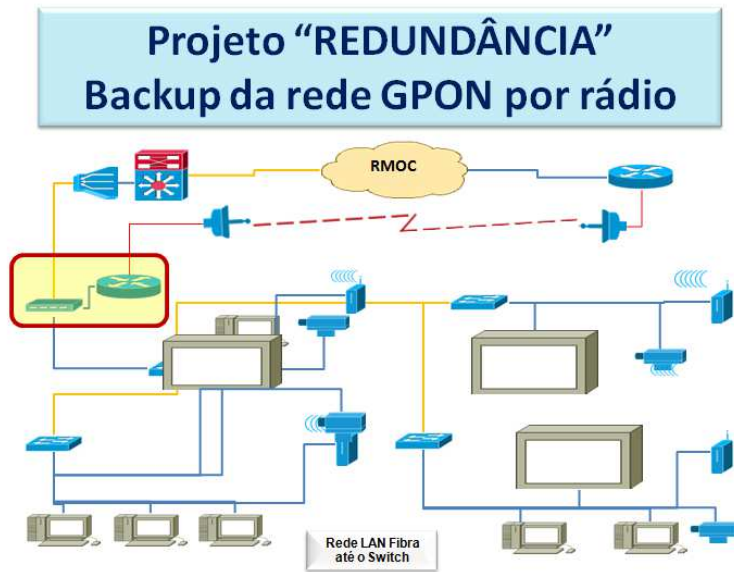 Projeto “REDUNDÂNCIA”
Backup da rede GPON por rádio
RMOC
Rede LAN Fibra
até o Switch